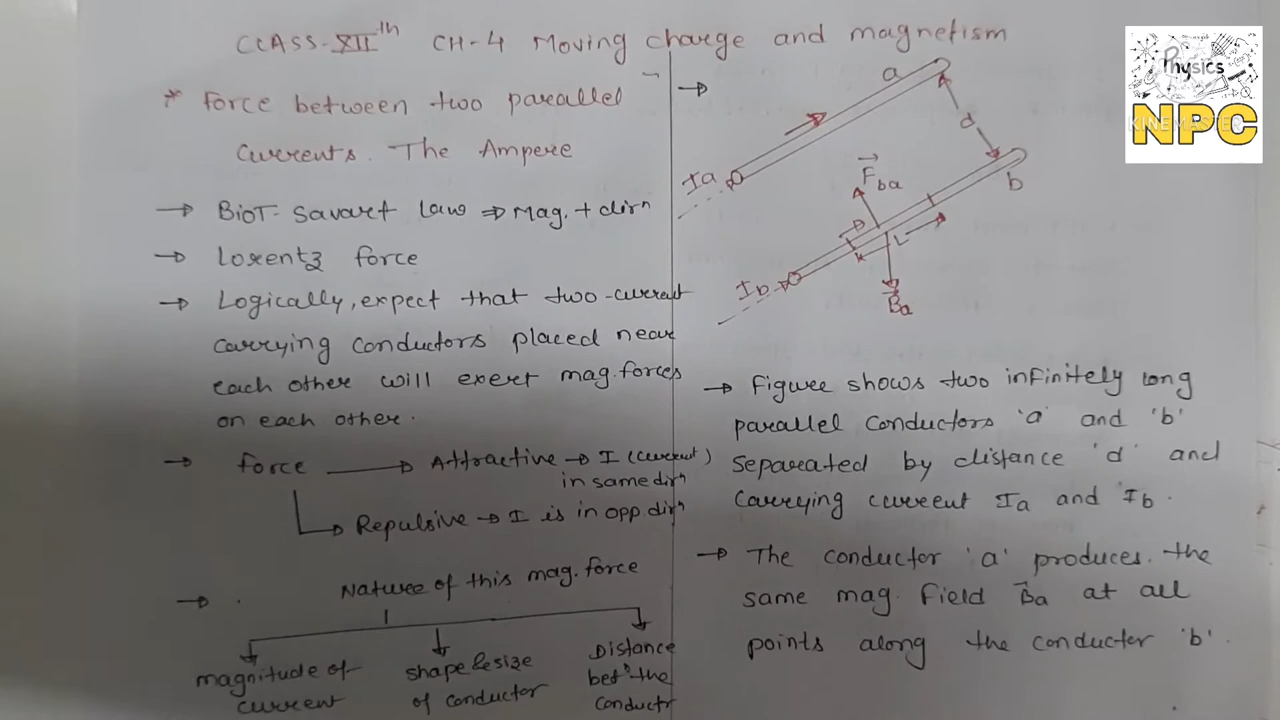 CLASS-XIIth CH-4 Moving charge and magnetism
* Force between two parallel
Currents. The Ampere
→ BIOT-Savart law ⇒ Mag. + dirn
→ Lorentz force
→ Logically, expect that two-current
carrying conductors placed near
each other will exert mag. forces
on each other.
→ force → Attractive → I (current)
in same dirn
→ Repulsive → I is in opp. dirn
→ . Nature of this mag. force
magnitude of
current
shape & size
of conductor
Distance
betn the
conductr
→
a
d
Ia
b
Fba
L
Ib
Ba
→ Figure shows two infinitely long
parallel conductors 'a' and 'b'
separated by distance 'd' and
carrying current Ia and Ib.
→ The conductor 'a' produces. the
same mag. field Ba at all
points along the conductor 'b'.
Physics
NPC
KINEMASTER